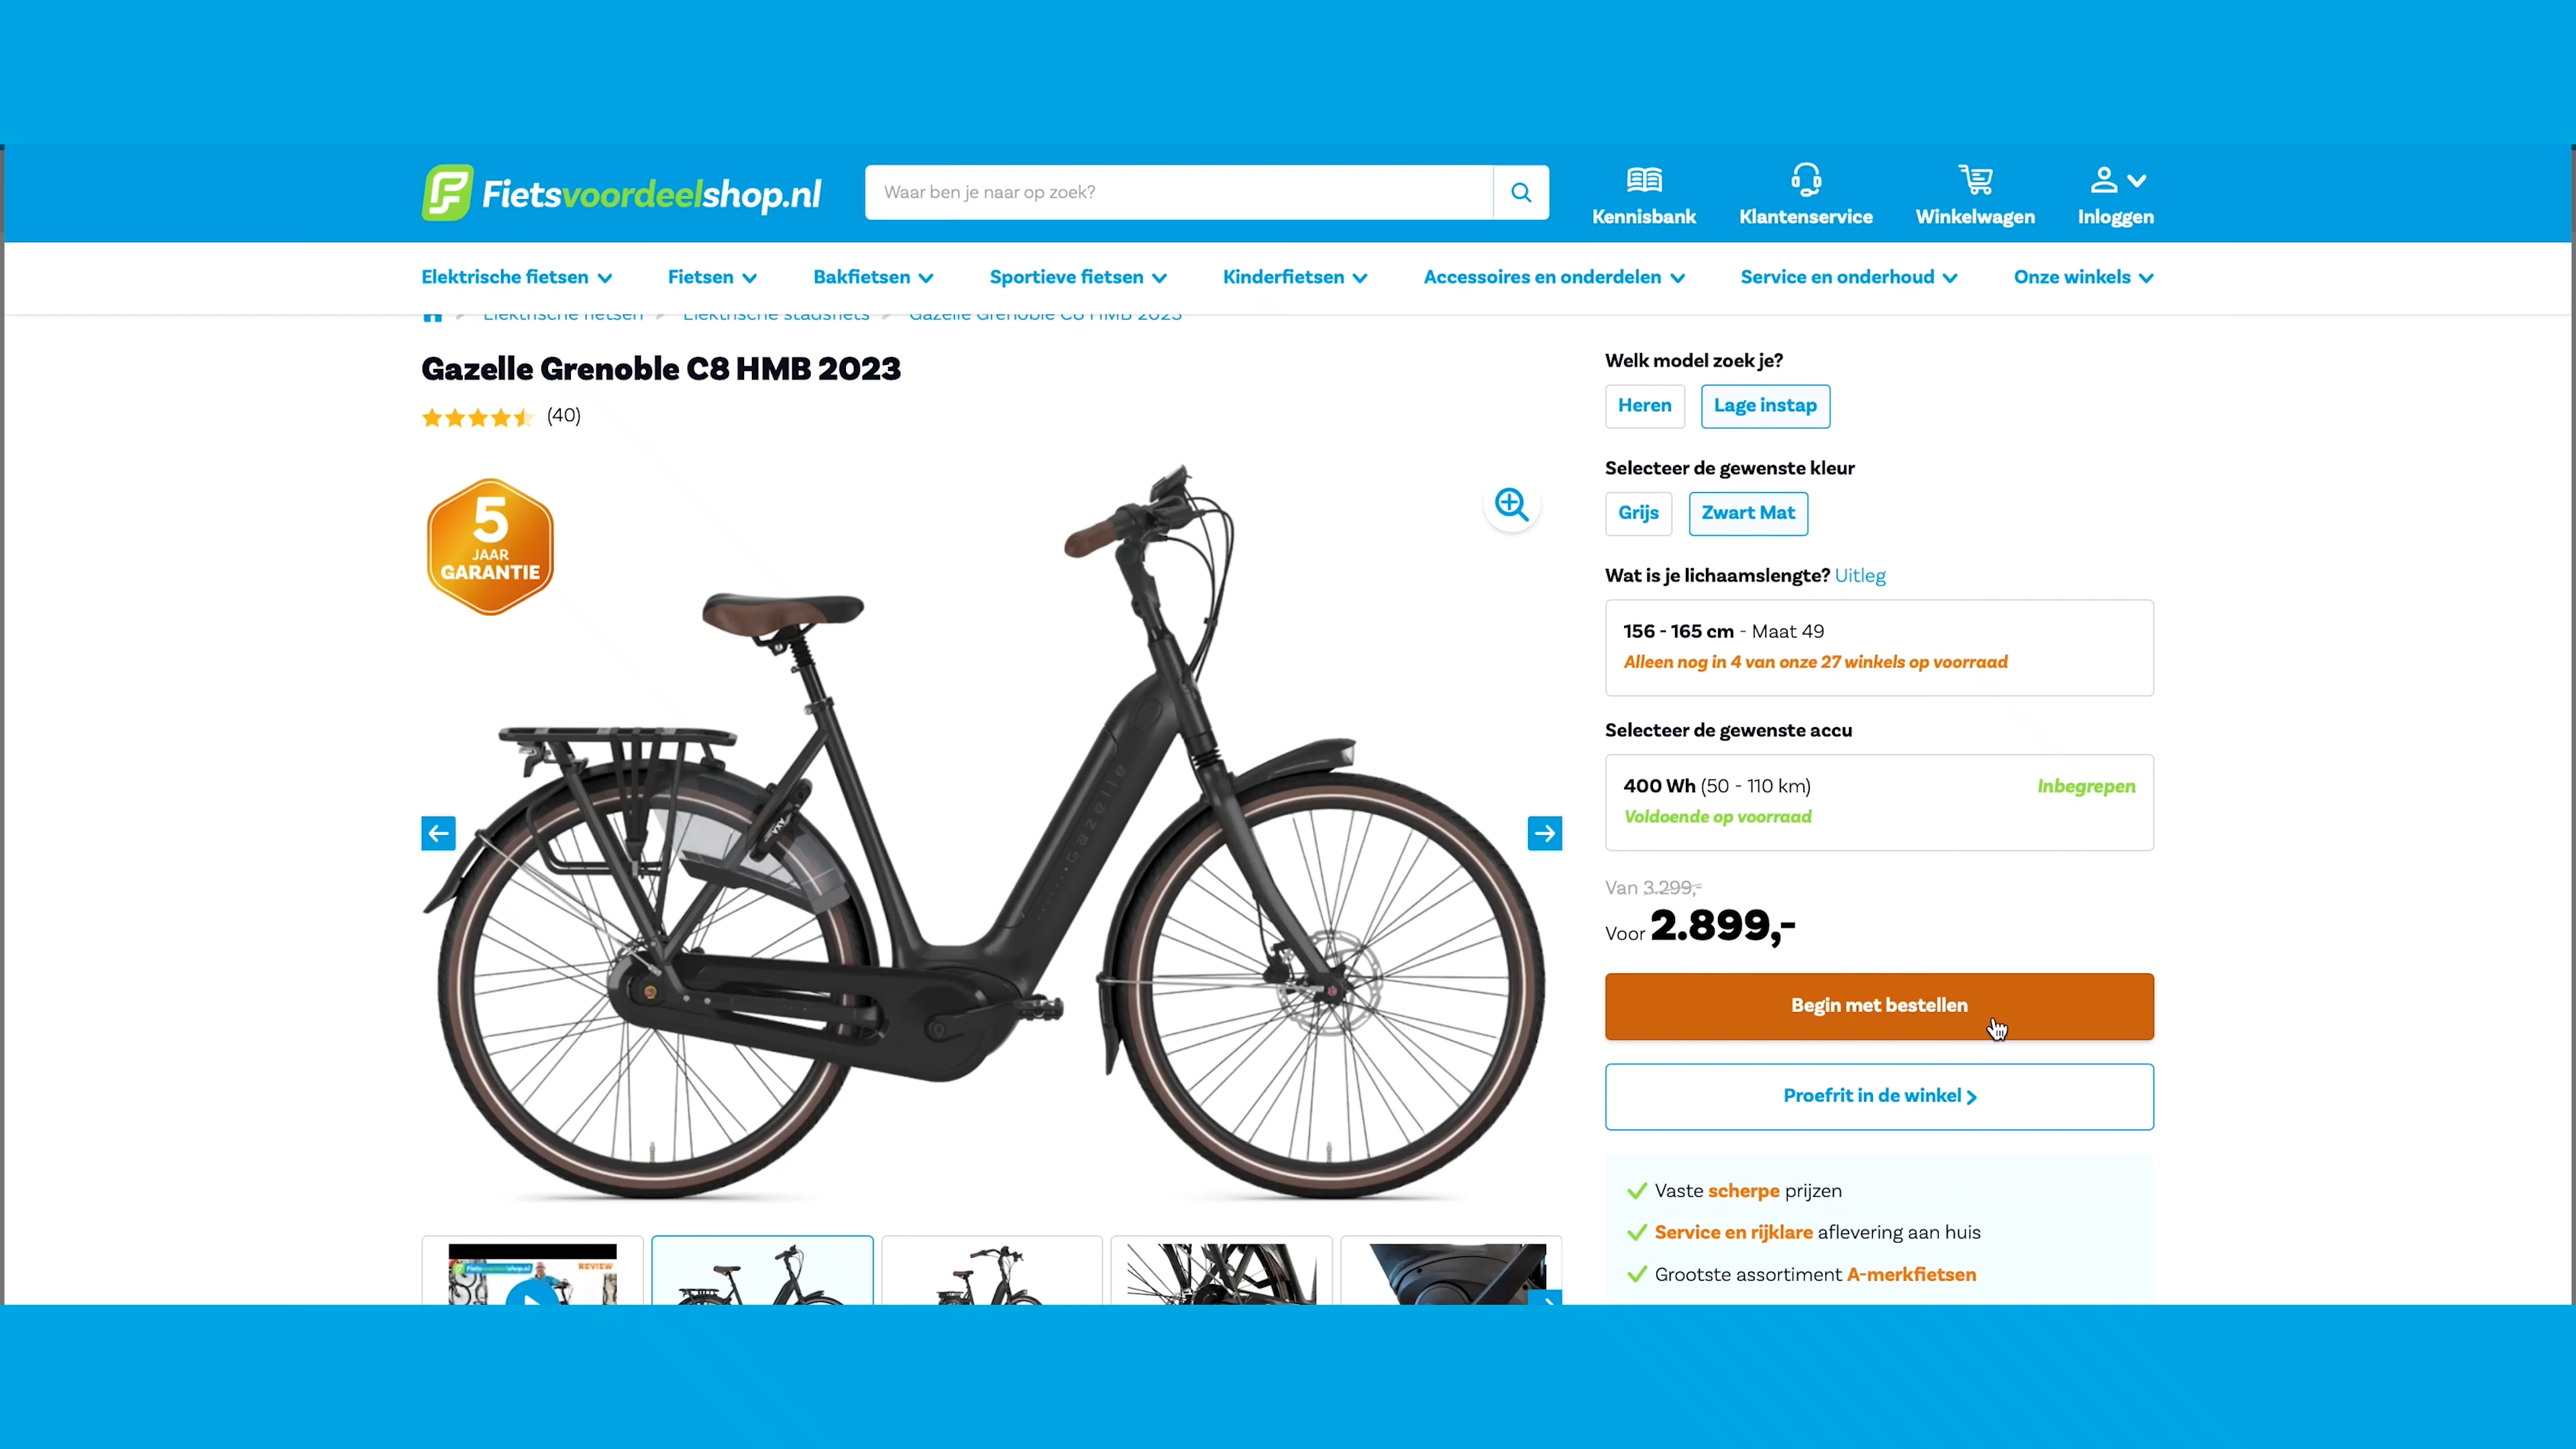 Fietsvoordeelshop.nl
Waar ben je naar op zoek?
Kennisbank
Klantenservice
Winkelwagen
Inloggen
Elektrische fietsen
Fietsen
Bakfietsen
Sportieve fietsen
Kinderfietsen
Accessoires en onderdelen
Service en onderhoud
Onze winkels
Elektrische fietsen
Elektrische stadsfiets
Gazelle Grenoble C8 HMB 2023
Gazelle Grenoble C8 HMB 2023
(40)
5
JAAR
GARANTIE
Gazelle
AXA
Welk model zoek je?
Heren
Lage instap
Selecteer de gewenste kleur
Grijs
Zwart Mat
Wat is je lichaamslengte? Uitleg
156 - 165 cm - Maat 49
Alleen nog in 4 van onze 27 winkels op voorraad
Selecteer de gewenste accu
400 Wh (50 - 110 km)
Inbegrepen
Voldoende op voorraad
Van 3.299,-
Voor 2.899,-
Begin met bestellen
Proefrit in de winkel
Vaste scherpe prijzen
Service en rijklare aflevering aan huis
Grootste assortiment A-merkfietsen
Fietsvoordeelshop.nl
REVIEW